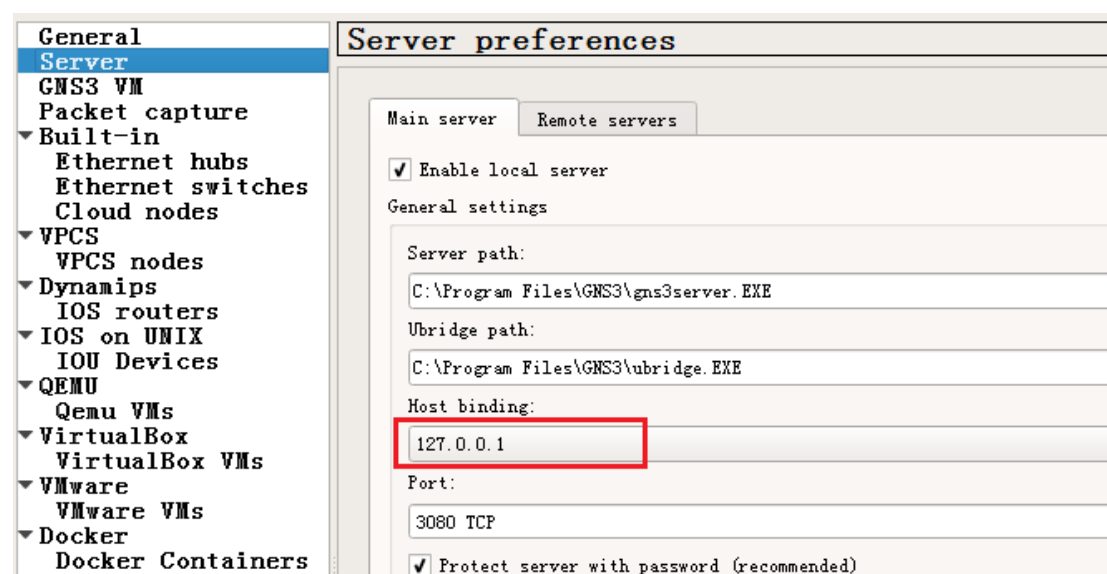 General
Server
GNS3 VM
Packet capture
Built-in
Ethernet hubs
Ethernet switches
Cloud nodes
VPCS
VPCS nodes
Dynamips
IOS routers
IOS on UNIX
IOU Devices
QEMU
Qemu VMs
VirtualBox
VirtualBox VMs
VMware
VMware VMs
Docker
Docker Containers
Server preferences
Main server
Remote servers
Enable local server
General settings
Server path:
C:\Program Files\GNS3\gns3server.EXE
Ubridge path:
C:\Program Files\GNS3\ubridge.EXE
Host binding:
127.0.0.1
Port:
3080 TCP
Protect server with password (recommended)